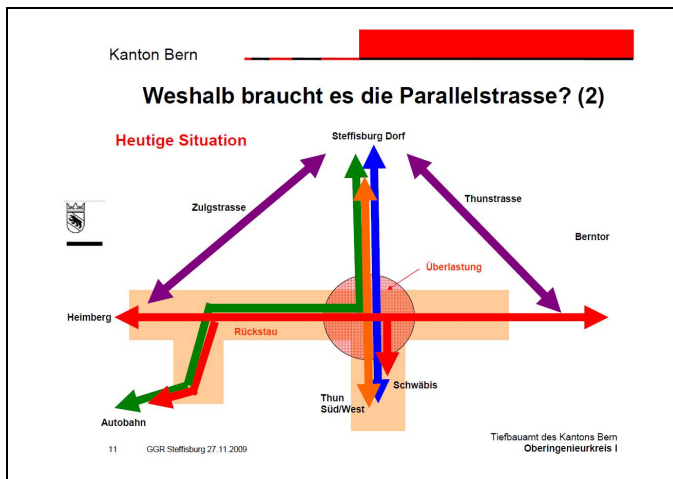 Kanton Bern
Weshalb braucht es die Parallelstrasse? (2)
Heutige Situation
Steffisburg Dorf
Zulgstrasse
Thunstrasse
Berntor
Überlastung
Heimberg
Rückstau
Schwäbis
Thun
Süd/West
Autobahn
11
GGR Steffisburg 27.11.2009
Tiefbauamt des Kantons Bern
Oberingenieurkreis I